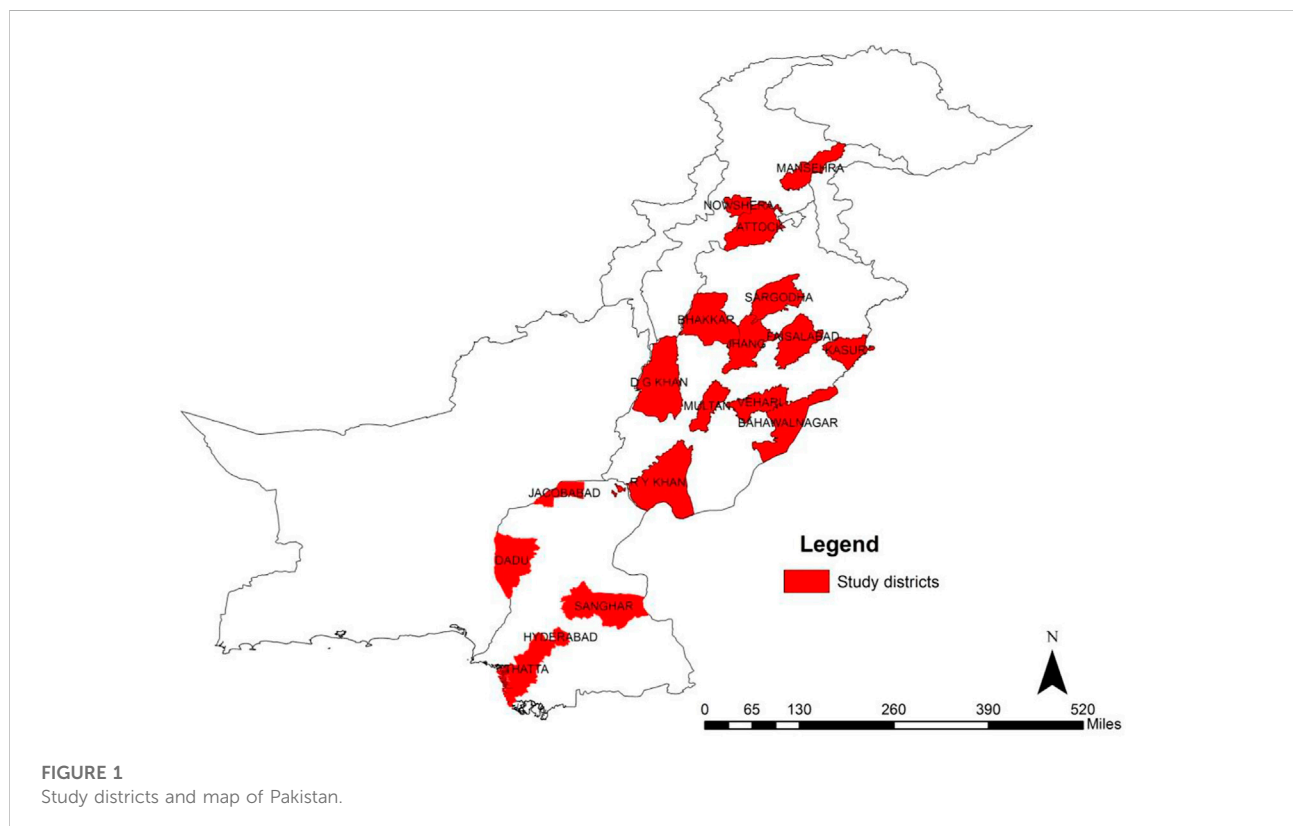 MANSEHRA
NOWSHERA
ATTOCK
SARGODHA
BHAKKAR
FAISALABAD
JHANG
KASUR
D G KHAN
MULTAN
VEHARI
BAHAWALNAGAR
R Y KHAN
JACOBABAD
Legend
DADU
Study districts
SANGHAR
HYDERABAD
N
THATTA
0 65 130 260 390 520
Miles
FIGURE 1
Study districts and map of Pakistan.